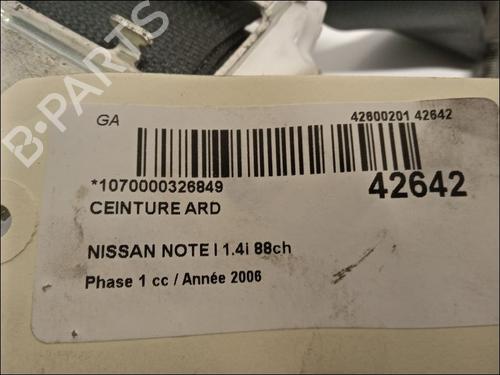 GA
42600201 42642
*1070000326849
42642
CEINTURE ARD
NISSAN NOTE I 1.4i 88ch
Phase 1 cc / Année 2006
B-PARTS